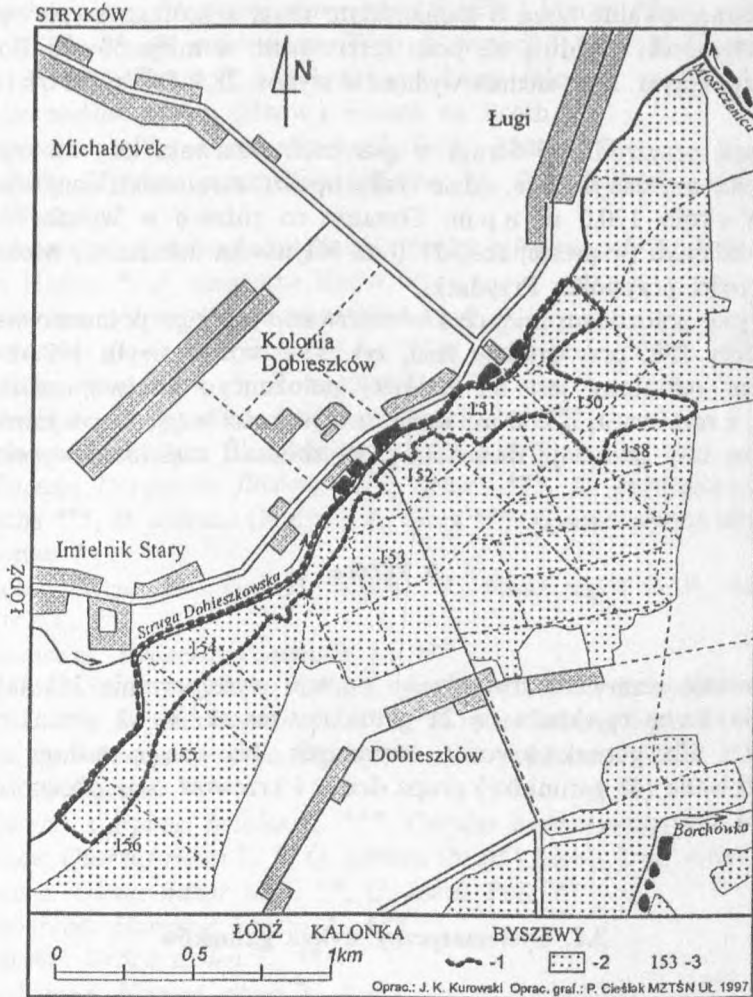 STRYKÓW
N
Ługi
Michałówek
Kolonia
Dobieszków
150
151
158
152
153
Imielnik Stary
ŁÓDŹ
Struga Dobieszkowska
154
155
Dobieszków
156
Borchówka
ŁÓDŹ KALONKA BYSZEWY
0 0,5 1km
-1 -2 153 -3
Oprac.: J. K. Kurowski Oprac. graf.: P. Cieślak MZTŚN UŁ 1997